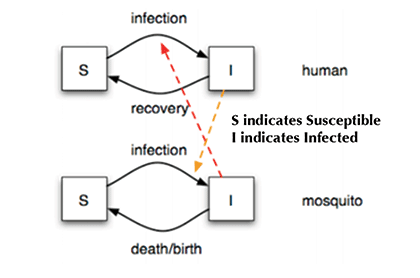 infection
S
I
human
recovery
S indicates Susceptible
I indicates Infected
infection
S
I
mosquito
death/birth